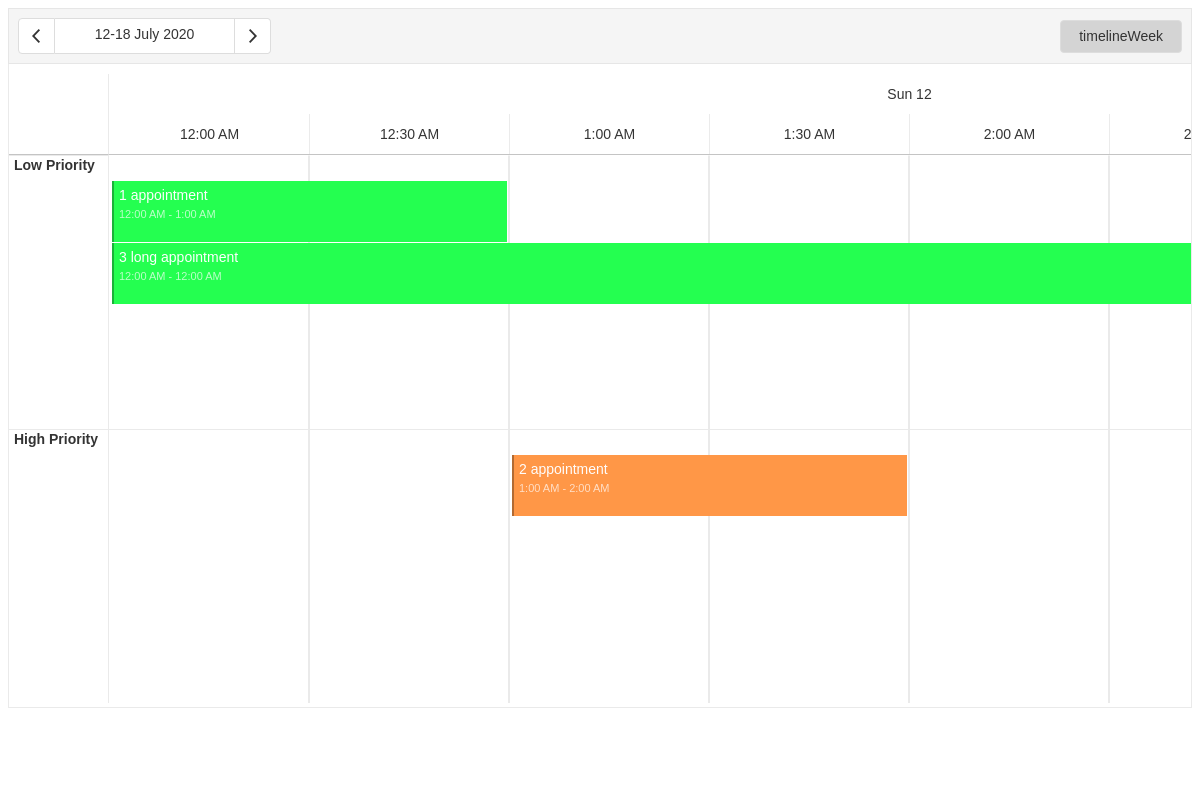 12-18 July 2020
timelineWeek
Sun 12
12:00 AM
12:30 AM
1:00 AM
1:30 AM
2:00 AM
2
Low Priority
1 appointment
12:00 AM - 1:00 AM
3 long appointment
12:00 AM - 12:00 AM
High Priority
2 appointment
1:00 AM - 2:00 AM